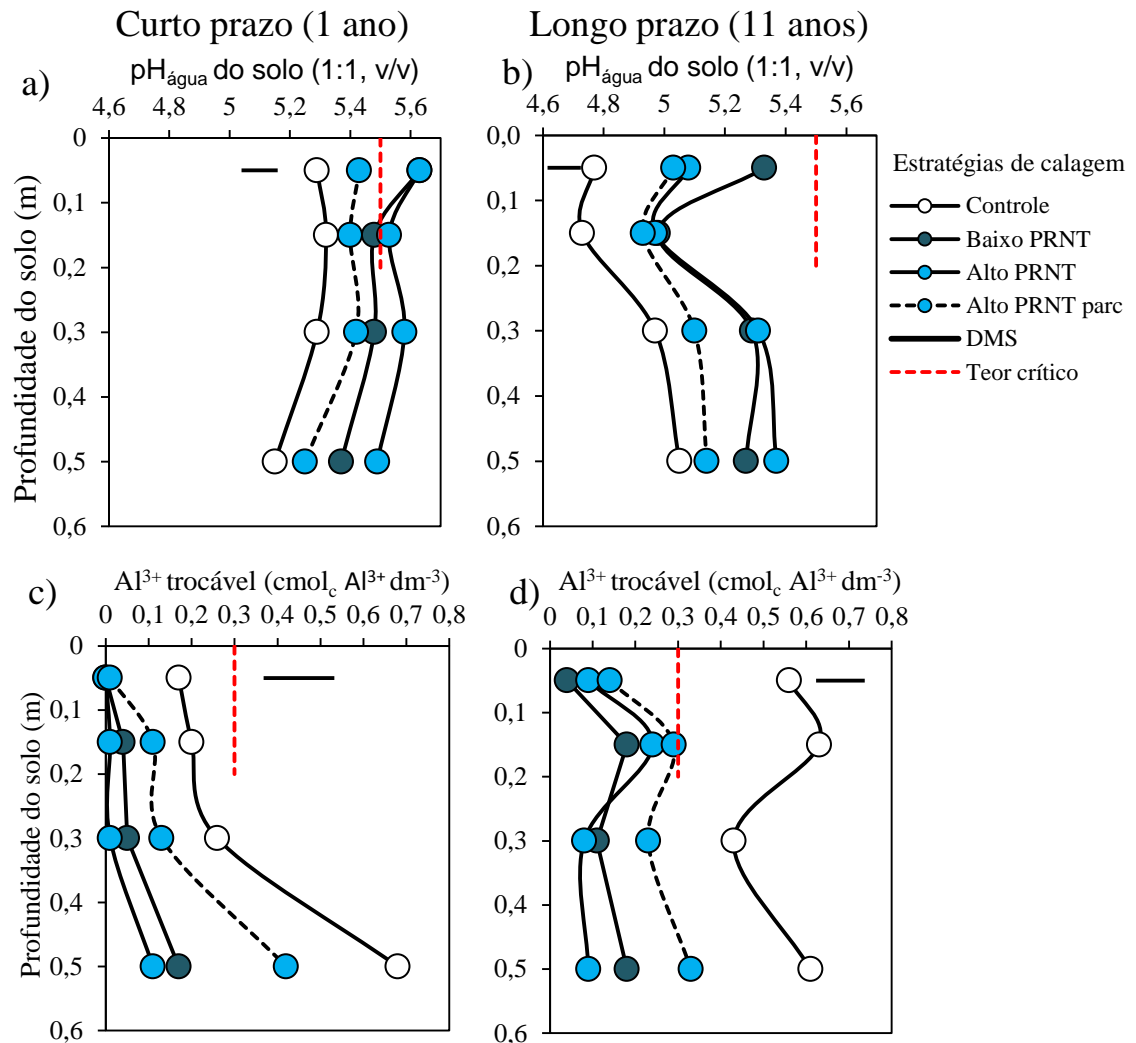 Curto prazo (1 ano)
Longo prazo (11 anos)
a)
pHágua do solo (1:1, v/v)
b)
pHágua do solo (1:1, v/v)
4,6 4,8 5 5,2 5,4 5,6
4,6 4,8 5 5,2 5,4 5,6
Profundidade do solo (m)
0
0,1
0,2
0,3
0,4
0,5
0,6
0,0
0,1
0,2
0,3
0,4
0,5
0,6
Estratégias de calagem
Controle
Baixo PRNT
Alto PRNT
Alto PRNT parc
DMS
Teor crítico
c)
Al³⁺ trocável (cmolc Al³⁺ dm⁻³)
d)
Al³⁺ trocável (cmolc Al³⁺ dm⁻³)
0 0,1 0,2 0,3 0,4 0,5 0,6 0,7 0,8
0 0,1 0,2 0,3 0,4 0,5 0,6 0,7 0,8
Profundidade do solo (m)
0
0,1
0,2
0,3
0,4
0,5
0,6
0
0,1
0,2
0,3
0,4
0,5
0,6